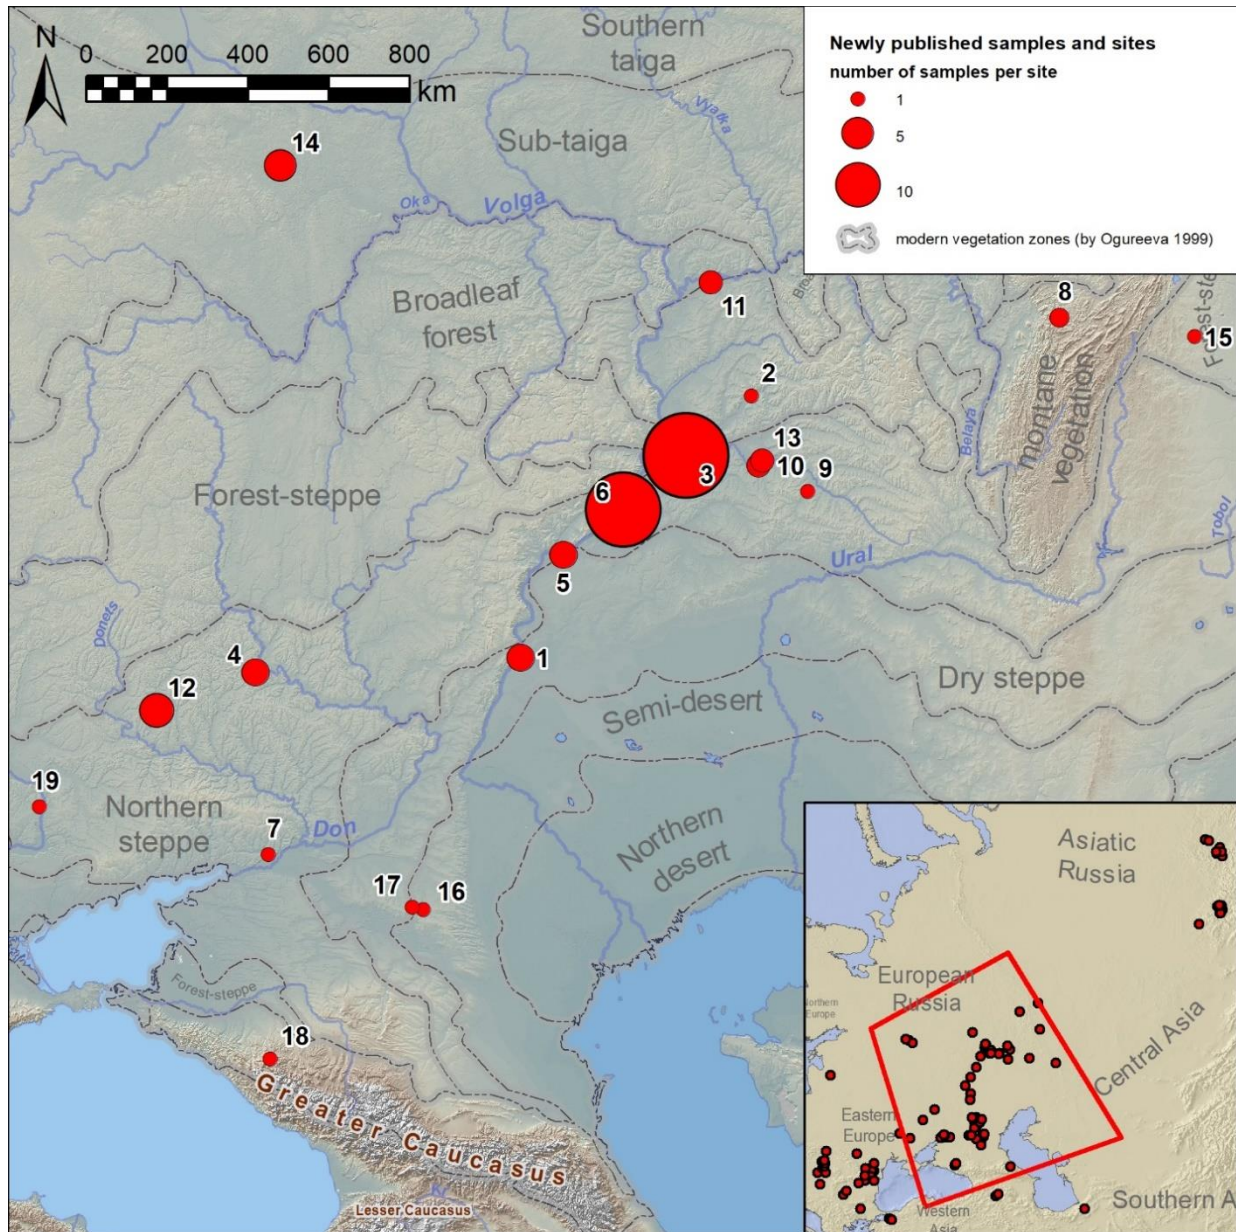 N
0 200 400 600 800
km
Southern
taiga
Vyatka
Sub-taiga
14
Oka
Volga
Newly published samples and sites
number of samples per site
1
5
10
modern vegetation zones (by Ogureeva 1999)
Broadleaf
forest
11
8
15
Forest-ste
montane
vegetation
2
Belaya
3
13
10
9
6
Forest-steppe
5
Ural
Tobol
Donets
4
1
12
Dry steppe
Semi-desert
19
Northern
steppe
7
Don
Northern
desert
17
16
Forest-steppe
18
Greater Caucasus
Lesser Caucasus
Asiatic
Russia
European
Russia
Northern
Europe
Central Asia
Eastern
Europe
Southern A
Western
Asia